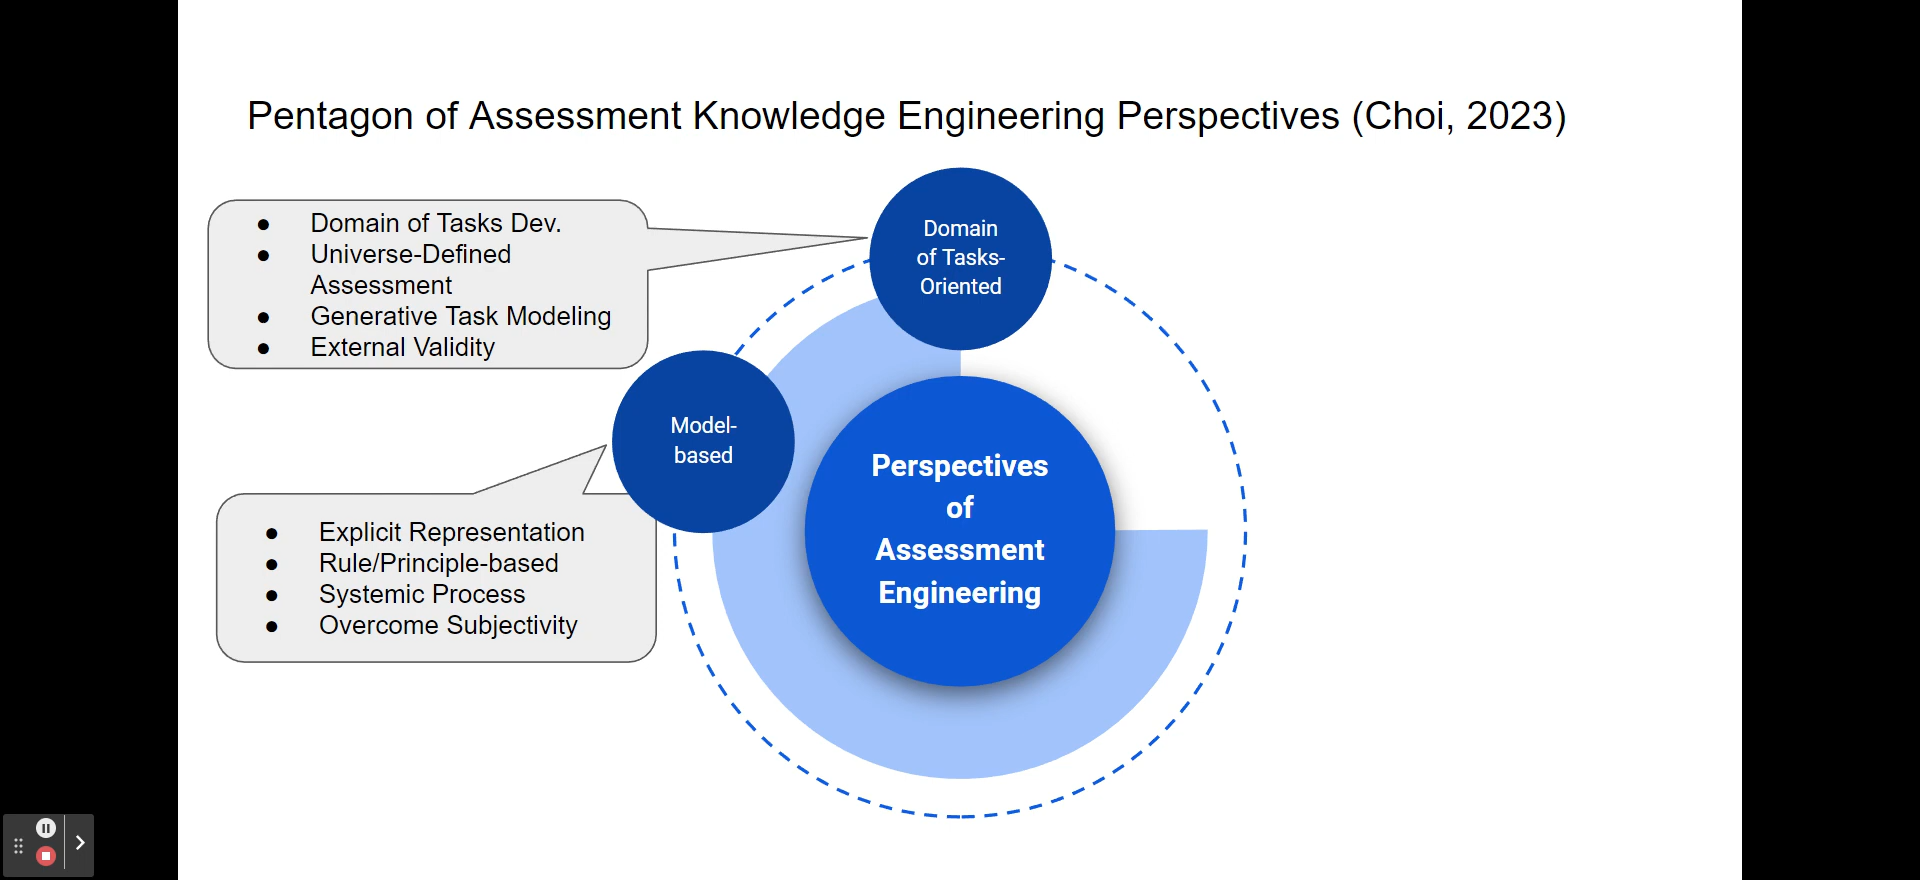 Pentagon of Assessment Knowledge Engineering Perspectives (Choi, 2023)
● Domain of Tasks Dev.
● Universe-Defined
Assessment
● Generative Task Modeling
● External Validity
Domain
of Tasks-
Oriented
Model-
based
● Explicit Representation
● Rule/Principle-based
● Systemic Process
● Overcome Subjectivity
Perspectives
of
Assessment
Engineering